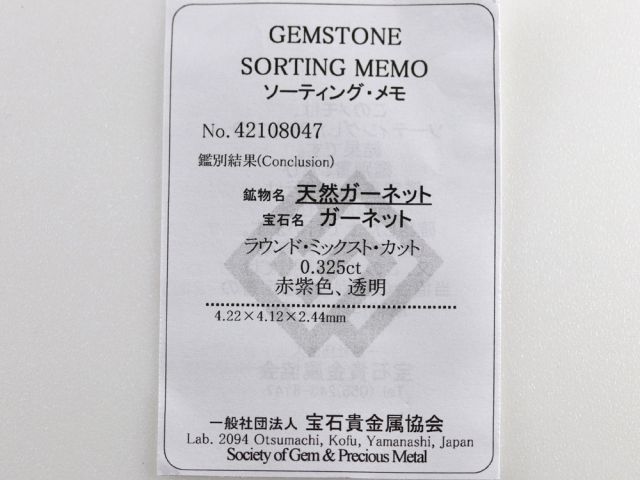 GEMSTONE
SORTING MEMO
ソーティング・メモ
No. 42108047
鑑別結果(Conclusion)
鉱物名 天然ガーネット
宝石名 ガーネット
ラウンド・ミックスト・カット
0.325ct
赤紫色、透明
4.22×4.12×2.44mm
一般社団法人 宝石貴金属協会
Lab. 2094 Otsumachi, Kofu, Yamanashi, Japan
Society of Gem & Precious Metal